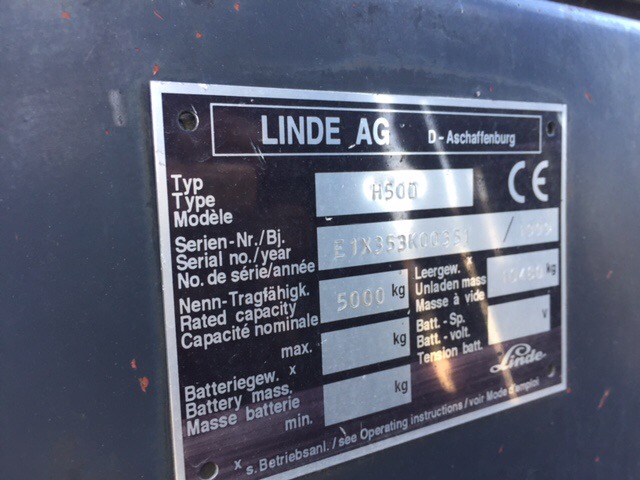 LINDE AG D-Aschaffenburg
Typ
Type
Modèle
H50D
CE
Serien-Nr./Bj.
Serial no./year
No. de série/année
/
Nenn-Tragfähigk.
Rated capacity
Capacité nominale
5000 kg
Leergew. x
Unladen mass
Masse à vide
kg
max. kg
Batt.-Sp.
Batt.-volt.
Tension batt.
V
Batteriegew. x
Battery mass.
Masse batterie
min. kg
Linde
x s. Betriebsanl. /see Operating instructions / voir Mode d'emploi